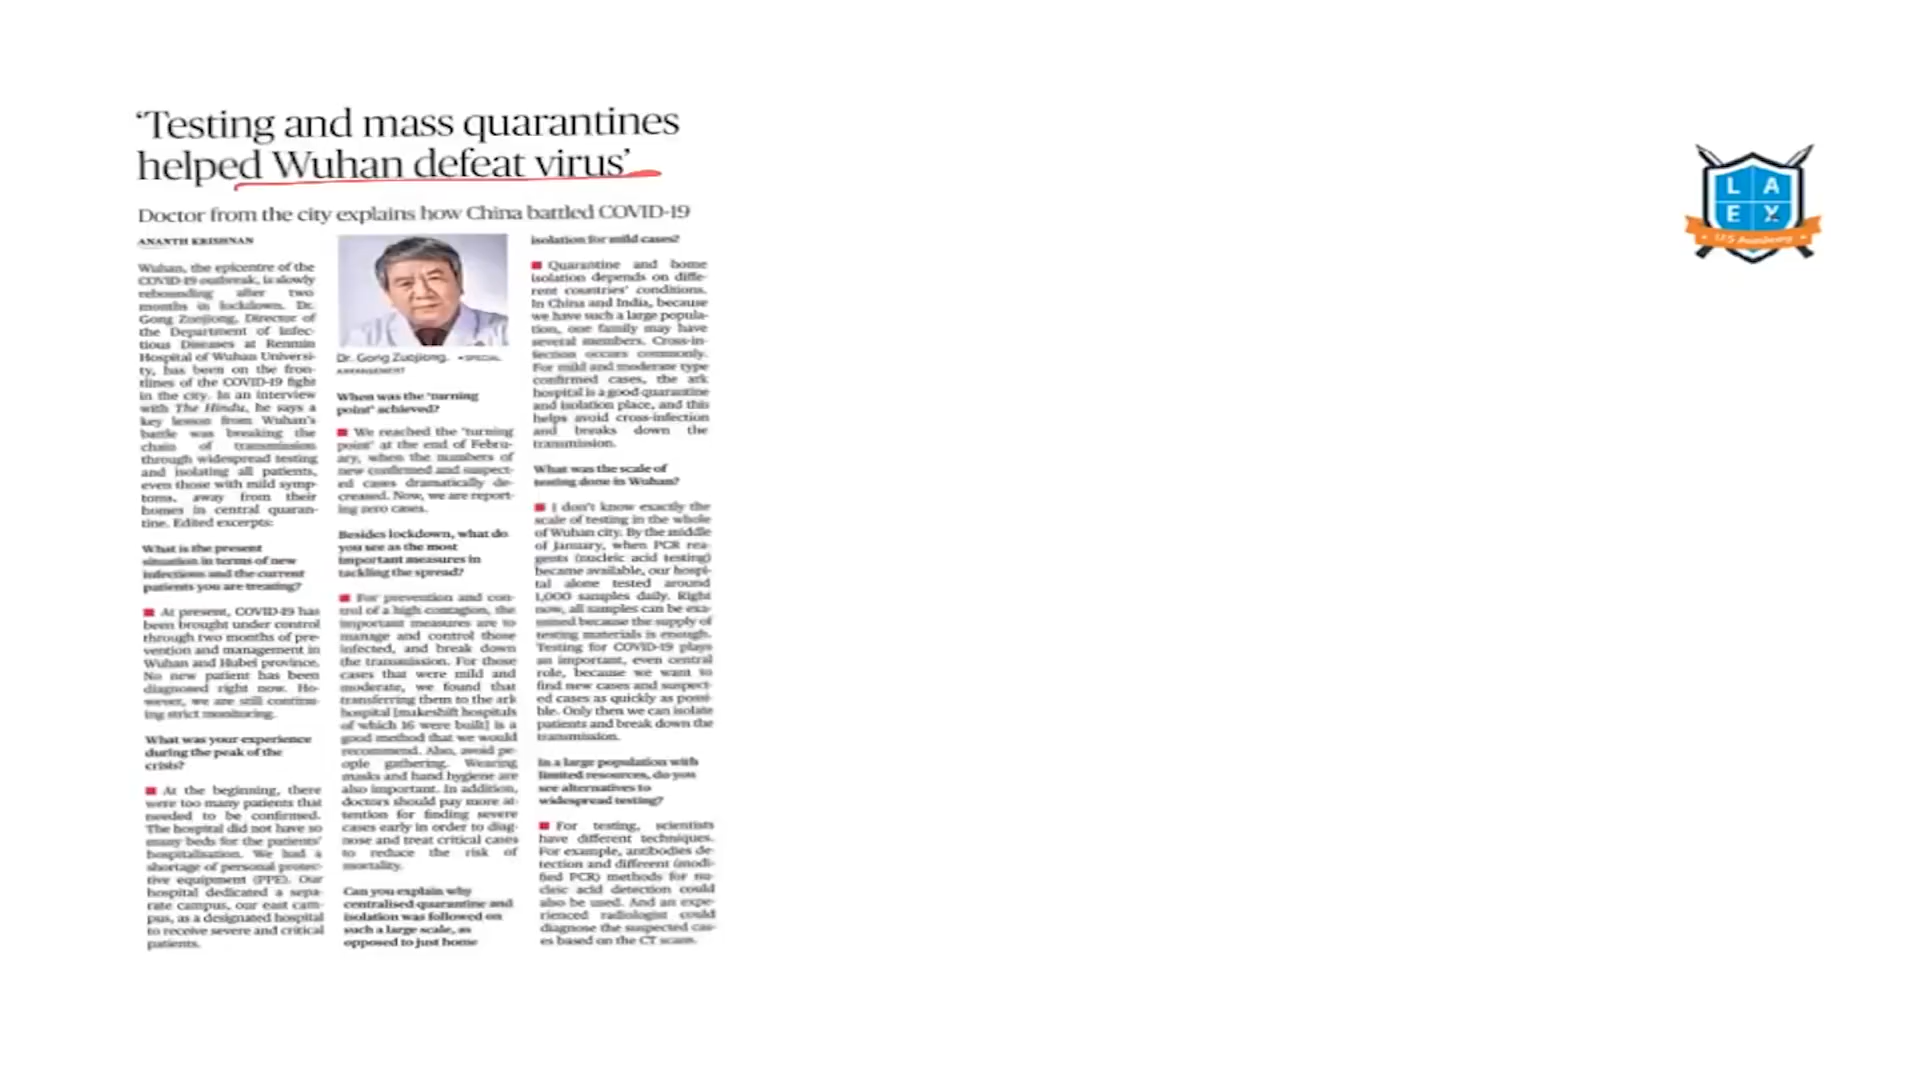 ‘Testing and mass quarantines
helped Wuhan defeat virus’
Doctor from the city explains how China battled COVID-19
ANANTH KRISHNAN
Wuhan, the epicentre of the
COVID-19 outbreak, is slowly
rebounding after two
months in lockdown. Dr.
Gong Zuojiong, Director of
the Department of Infec-
tious Diseases at Renmin
Hospital of Wuhan Universi-
ty, has been on the fron-
tlines of the COVID-19 fight
in the city. In an interview
with The Hindu, he says a
key lesson from Wuhan's
battle was breaking the
chain of transmission
through widespread testing
and isolating all patients,
even those with mild symp-
toms, away from their
homes in central quaran-
tine. Edited excerpts:
What is the present
situation in terms of new
infections and the current
patients you are treating?
At present, COVID-19 has
been brought under control
through two months of pre-
vention and management in
Wuhan and Hubei province.
No new patient has been
diagnosed right now. Ho-
wever, we are still continu-
ing strict monitoring.
What was your experience
during the peak of the
crisis?
At the beginning, there
were too many patients that
needed to be confirmed.
The hospital did not have so
many beds for the patients'
hospitalisation. We had a
shortage of personal protec-
tive equipment (PPE). Our
hospital dedicated a sepa-
rate campus, our east cam-
pus, as a designated hospital
to receive severe and critical
patients.
Dr. Gong Zuojiong. • SPECIAL
ARRANGEMENT
When was the ‘turning
point’ achieved?
We reached the ‘turning
point’ at the end of Febru-
ary, when the numbers of
new confirmed and suspect-
ed cases dramatically de-
creased. Now, we are report-
ing zero cases.
Besides lockdown, what do
you see as the most
important measures in
tackling the spread?
For prevention and con-
trol of a high contagion, the
important measures are to
manage and control those
infected, and break down
the transmission. For those
cases that were mild and
moderate, we found that
transferring them to the ark
hospital [makeshift hospitals
of which 16 were built] is a
good method that we would
recommend. Also, avoid pe-
ople gathering. Wearing
masks and hand hygiene are
also important. In addition,
doctors should pay more at-
tention for finding severe
cases early in order to diag-
nose and treat critical cases
to reduce the risk of
mortality.
Can you explain why
centralised quarantine and
isolation was followed on
such a large scale, as
opposed to just home
isolation for mild cases?
Quarantine and home
isolation depends on diffe-
rent countries' conditions.
In China and India, because
we have such a large popula-
tion, one family may have
several members. Cross-in-
fection occurs commonly.
For mild and moderate type
confirmed cases, the ark
hospital is a good quarantine
and isolation place, and this
helps avoid cross-infection
and breaks down the
transmission.
What was the scale of
testing done in Wuhan?
I don't know exactly the
scale of testing in the whole
of Wuhan city. By the middle
of January, when PCR rea-
gents (nucleic acid testing)
became available, our hospi-
tal alone tested around
1,000 samples daily. Right
now, all samples can be exa-
mined because the supply of
testing materials is enough.
Testing for COVID-19 plays
an important, even central
role, because we want to
find new cases and suspect-
ed cases as quickly as possi-
ble. Only then we can isolate
patients and break down the
transmission.
In a large population with
limited resources, do you
see alternatives to
widespread testing?
For testing, scientists
have different techniques.
For example, antibodies de-
tection and different (modi-
fied PCR) methods for nu-
cleic acid detection could
also be used. And an expe-
rienced radiologist could
diagnose the suspected cas-
es based on the CT scans.
L A
E X